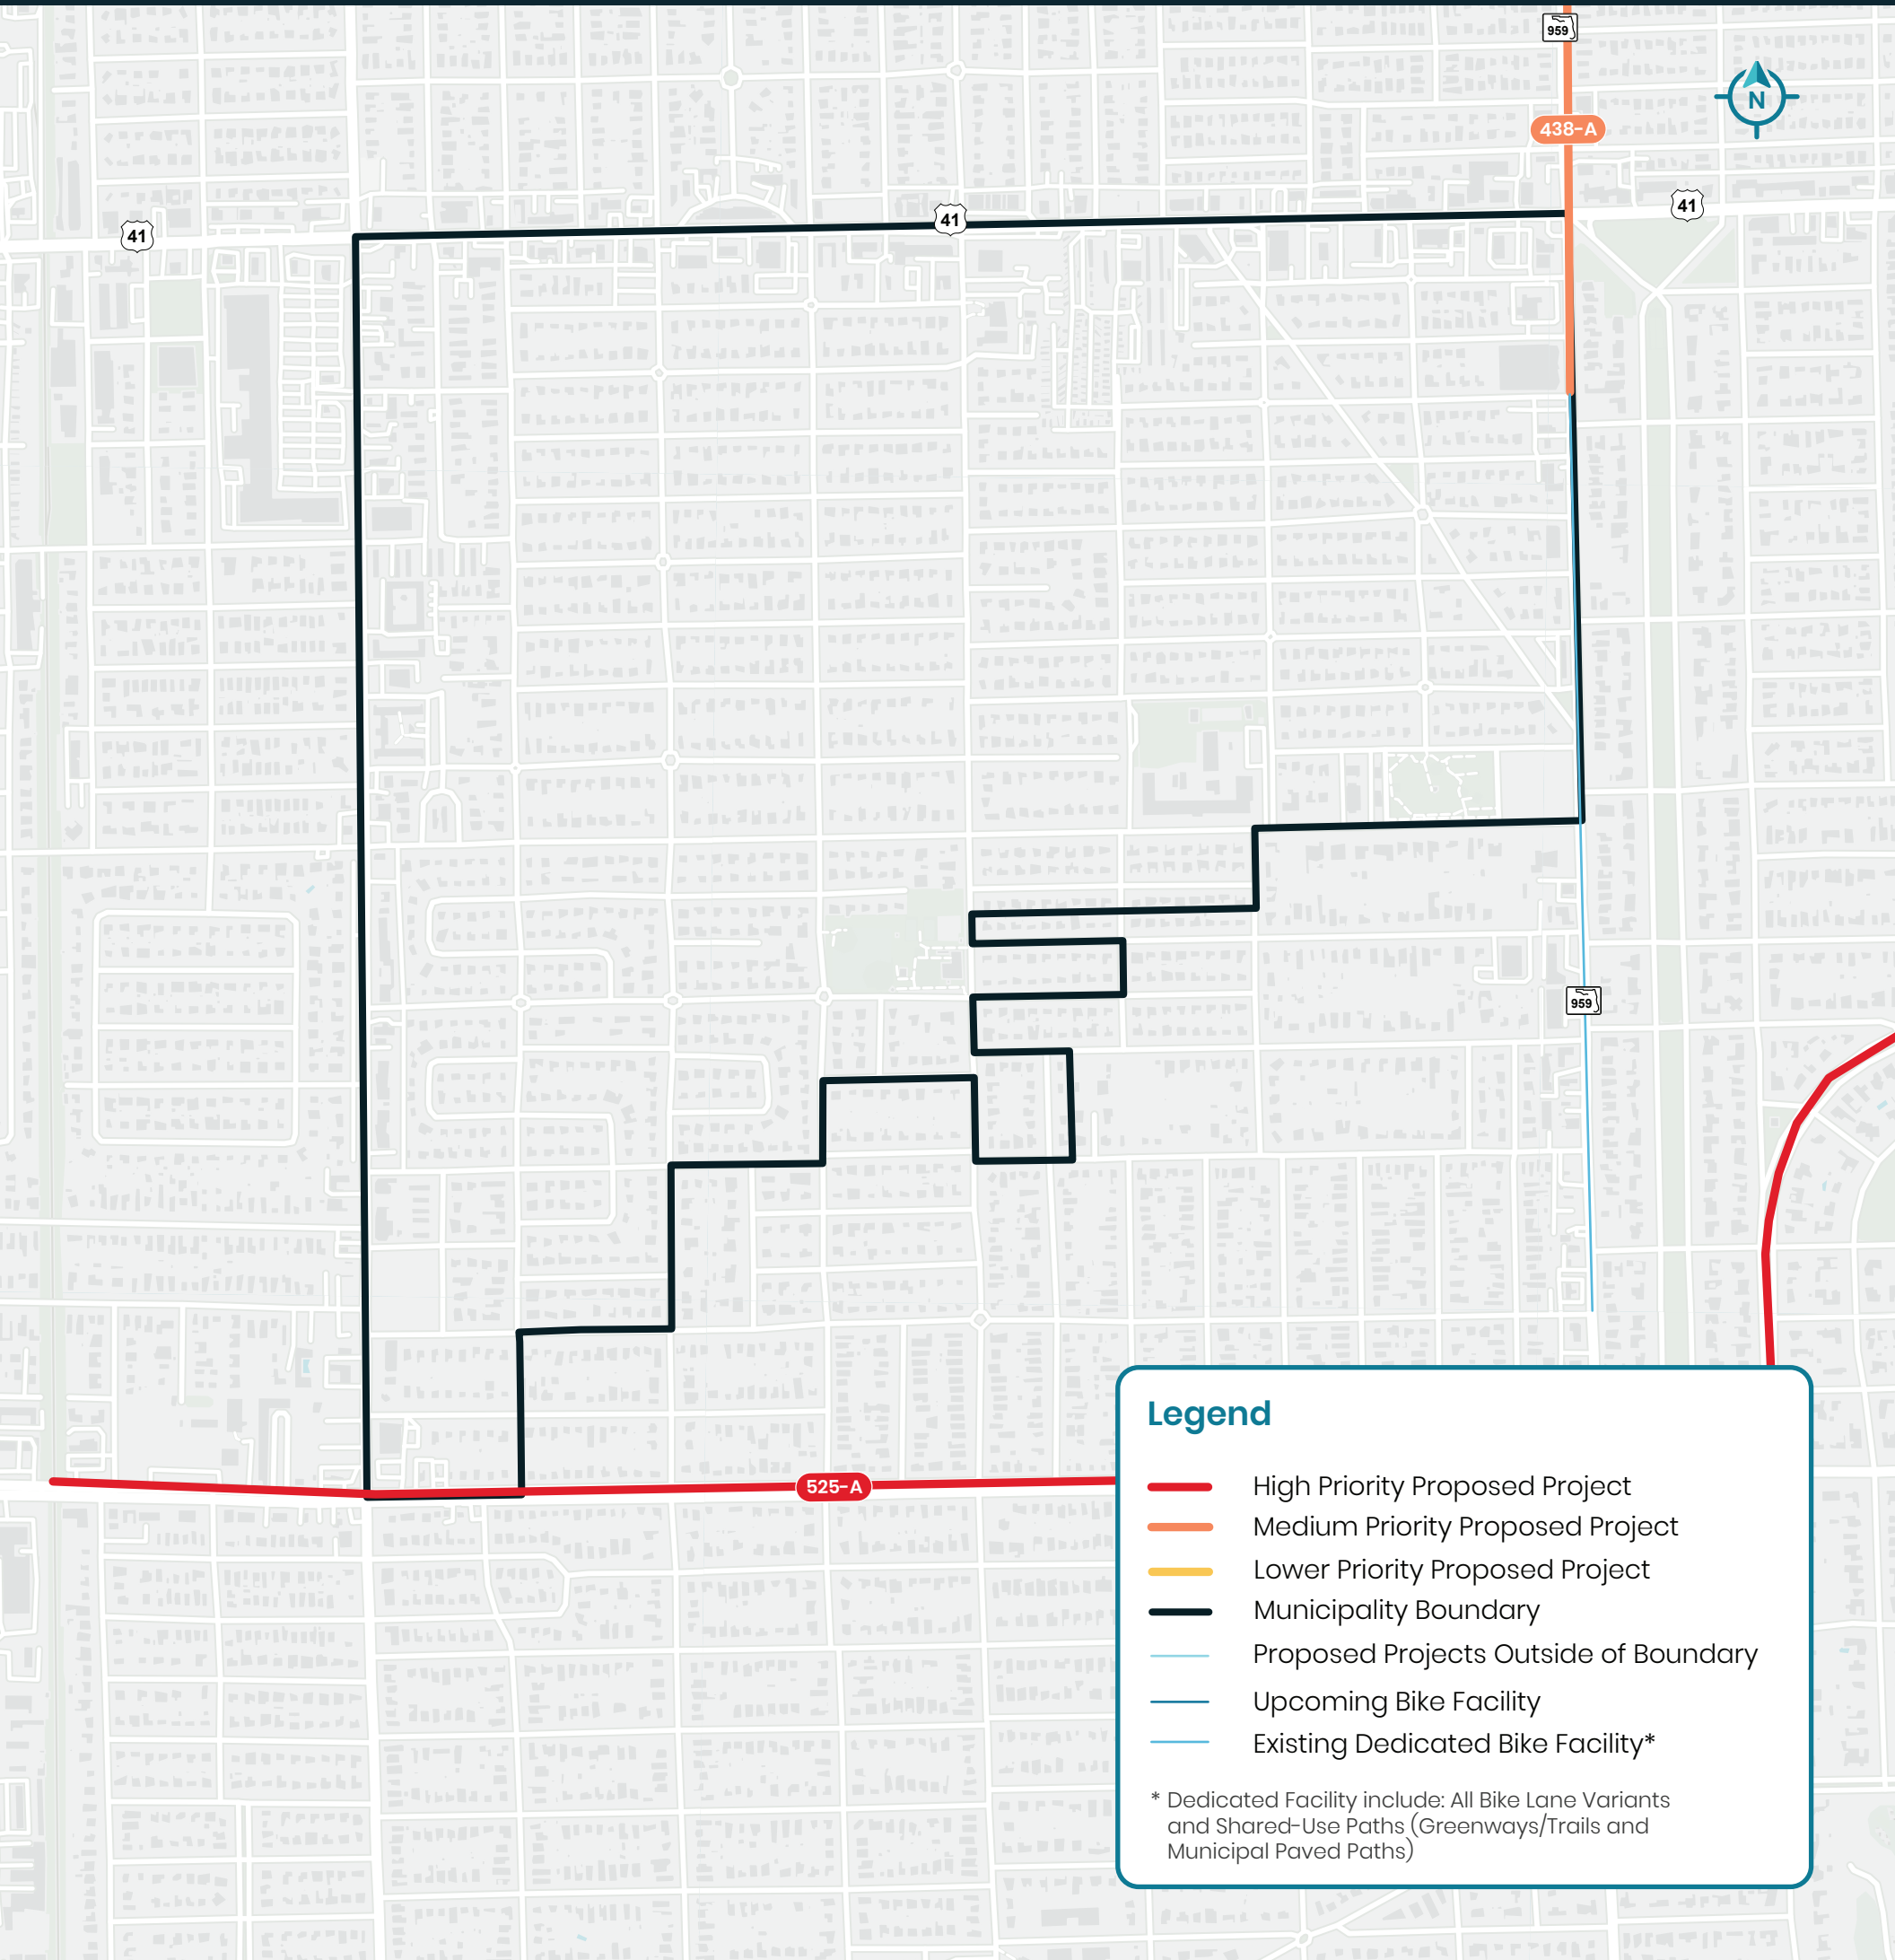 959
N
438-A
41
41
41
959
525-A
Legend
High Priority Proposed Project
Medium Priority Proposed Project
Lower Priority Proposed Project
Municipality Boundary
Proposed Projects Outside of Boundary
Upcoming Bike Facility
Existing Dedicated Bike Facility*
* Dedicated Facility include: All Bike Lane Variants
and Shared-Use Paths (Greenways/Trails and
Municipal Paved Paths)